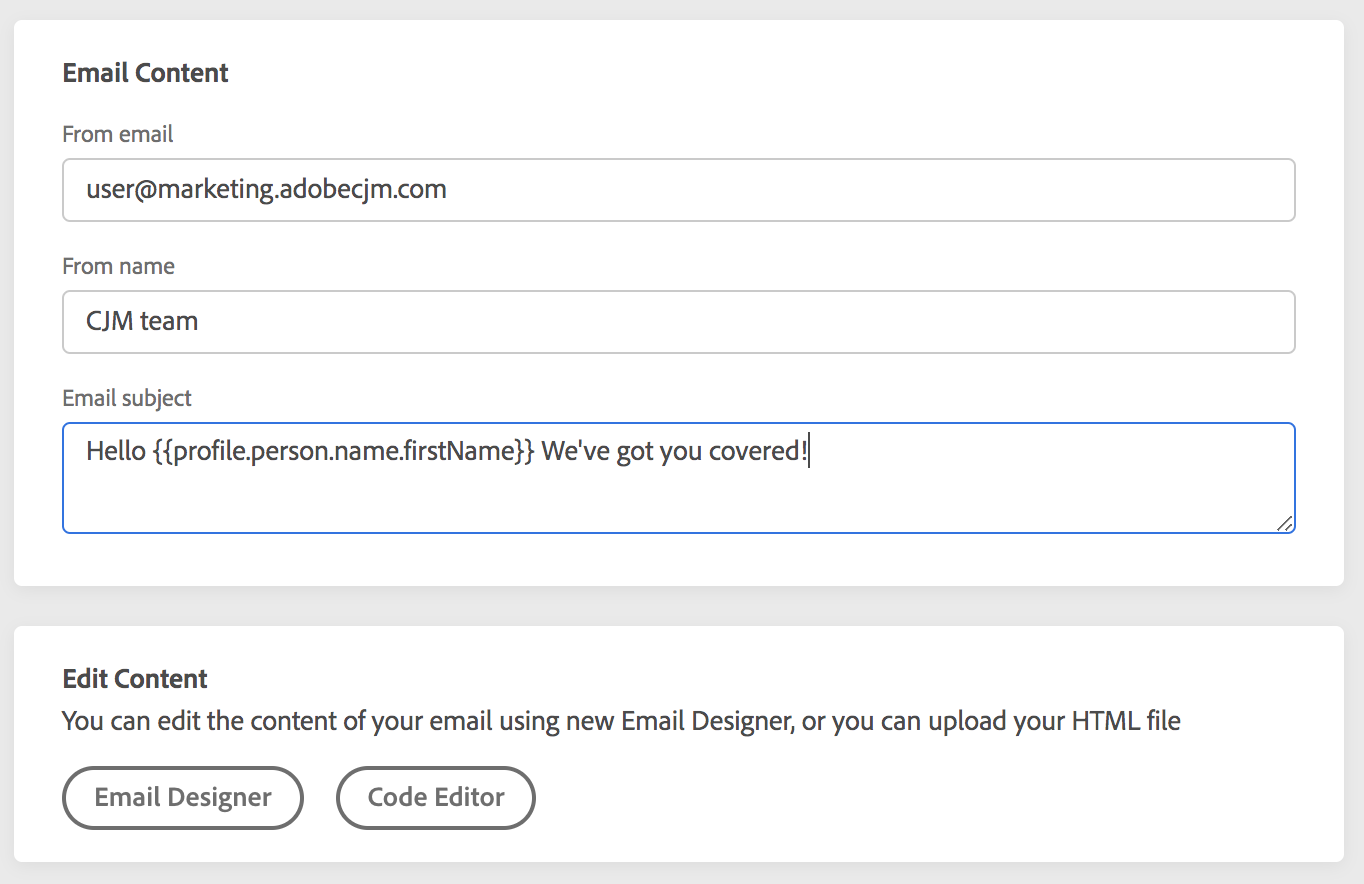 Email Content
From email
user@marketing.adobecjm.com
From name
CJM team
Email subject
Hello {{profile.person.name.firstName}} We've got you covered!
Edit Content
You can edit the content of your email using new Email Designer, or you can upload your HTML file
Email Designer
Code Editor